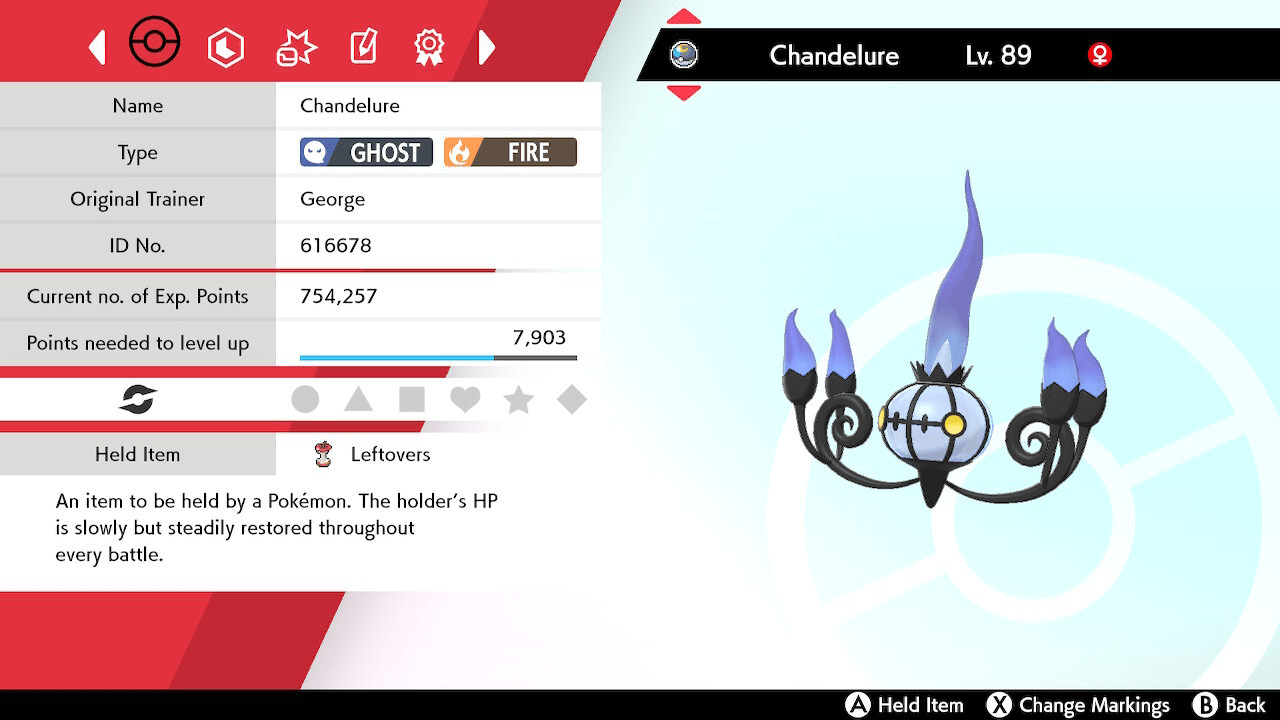 Chandelure Lv. 89
Name Chandelure
Type GHOST FIRE
Original Trainer George
ID No. 616678
Current no. of Exp. Points 754,257
Points needed to level up 7,903
Held Item Leftovers
An item to be held by a Pokémon. The holder's HP
is slowly but steadily restored throughout
every battle.
A Held Item X Change Markings B Back